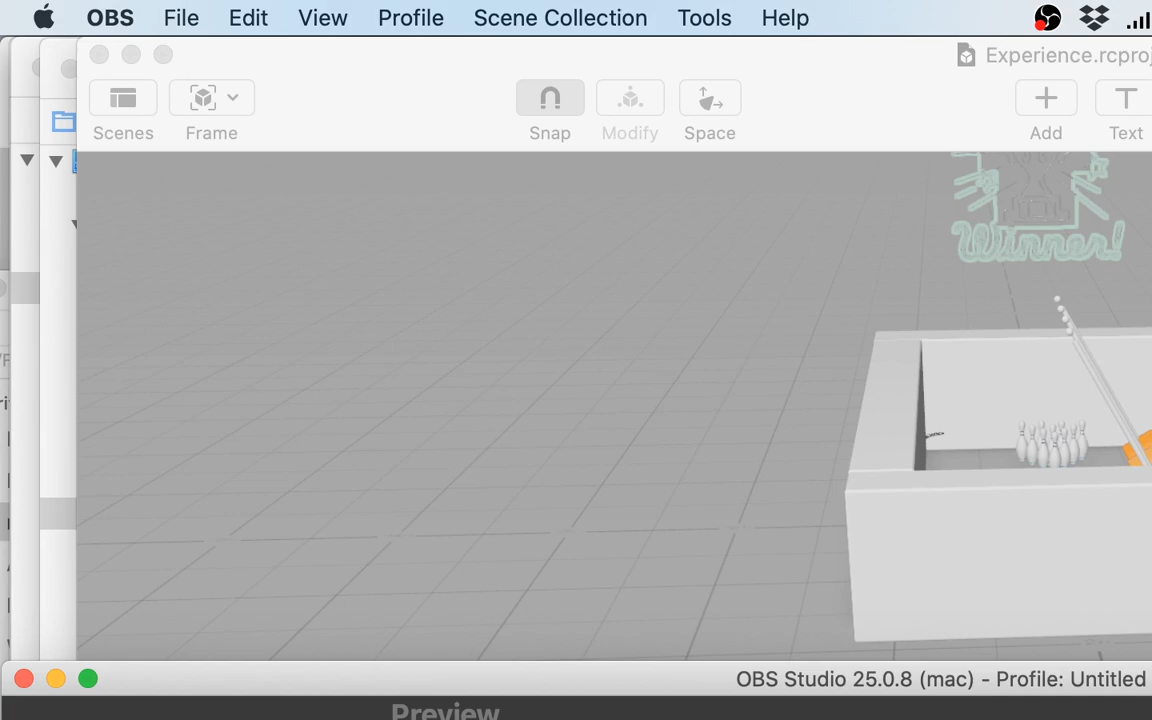 OBS File Edit View Profile Scene Collection Tools Help
Experience.rcproj
Scenes Frame Snap Modify Space Add Text
Winner!
OBS Studio 25.0.8 (mac) - Profile: Untitled
Preview